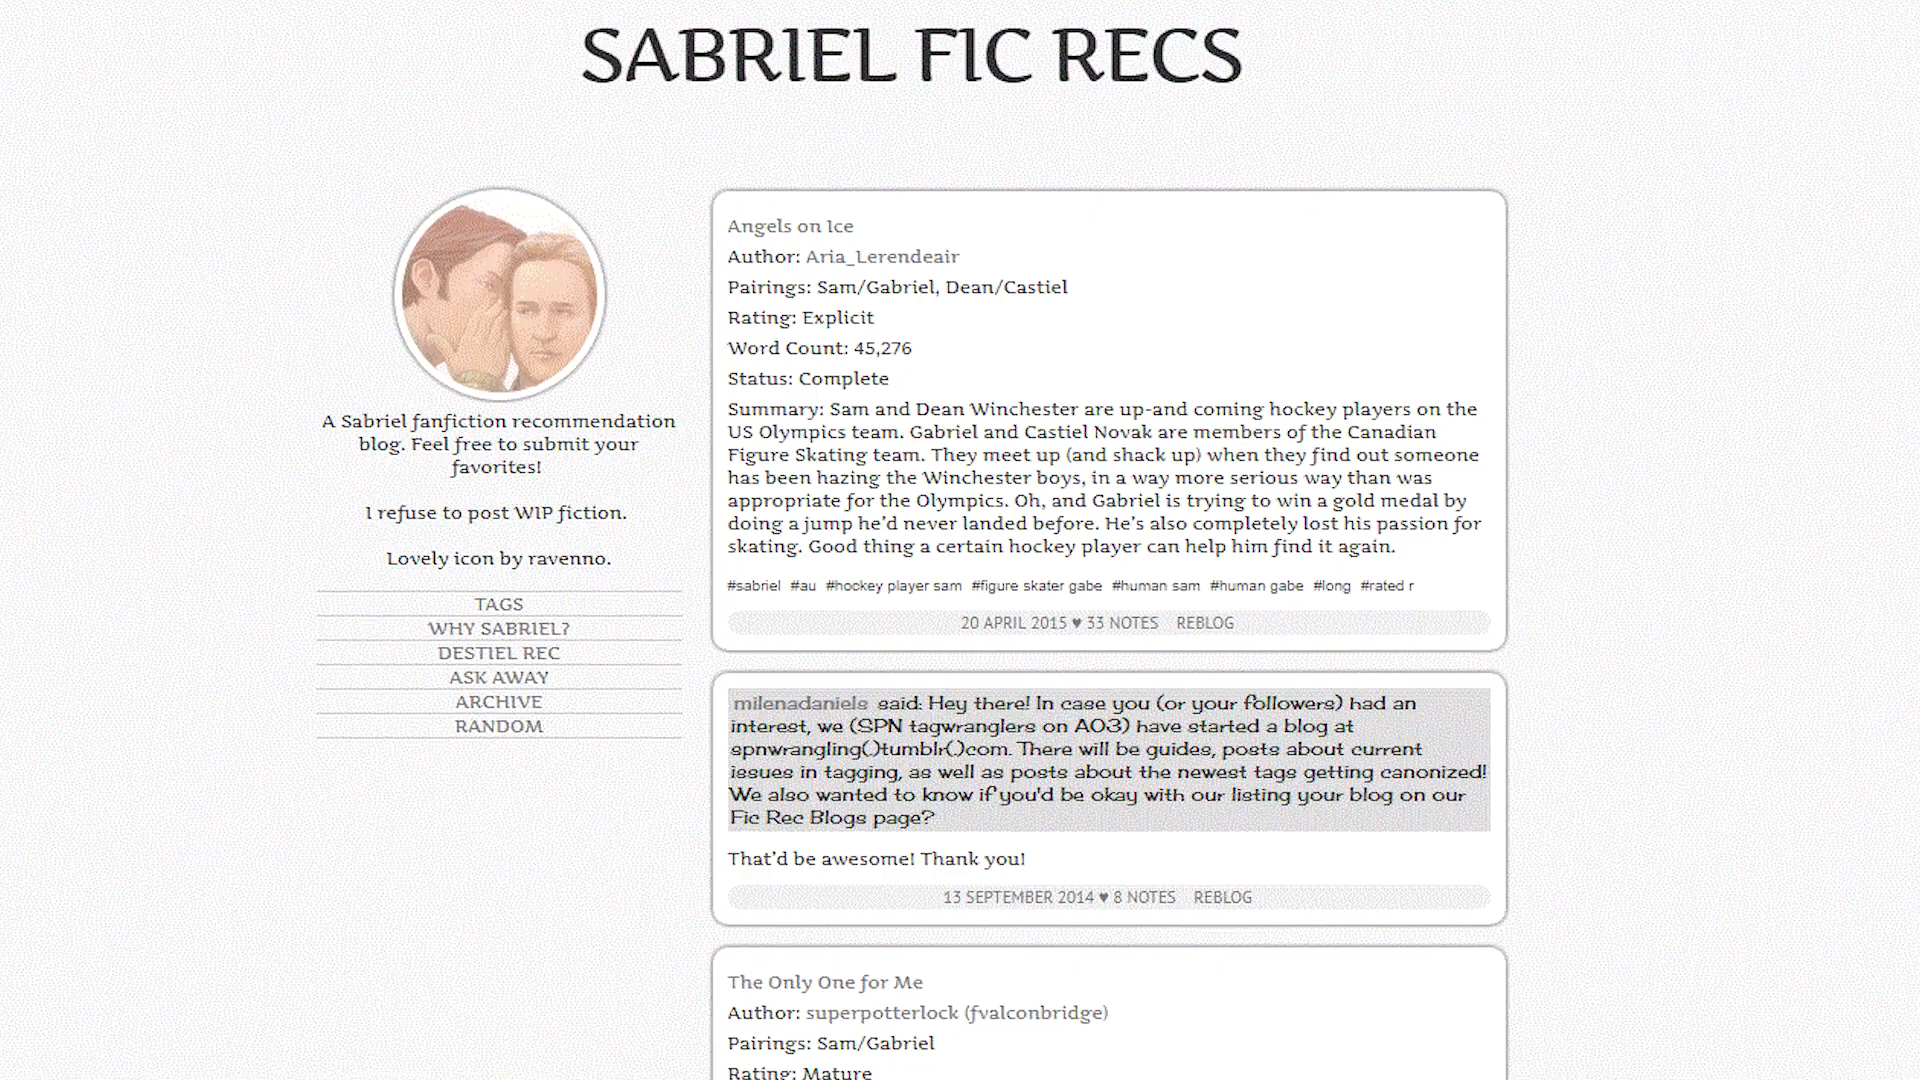 SABRIEL FIC RECS
A Sabriel fanfiction recommendation
blog. Feel free to submit your
favorites!
I refuse to post WIP fiction.
Lovely icon by ravenno.
TAGS
WHY SABRIEL?
DESTIEL REC
ASK AWAY
ARCHIVE
RANDOM
Angels on Ice
Author: Aria_Lerendeair
Pairings: Sam/Gabriel, Dean/Castiel
Rating: Explicit
Word Count: 45,276
Status: Complete
Summary: Sam and Dean Winchester are up-and coming hockey players on the
US Olympics team. Gabriel and Castiel Novak are members of the Canadian
Figure Skating team. They meet up (and shack up) when they find out someone
has been hazing the Winchester boys, in a way more serious way than was
appropriate for the Olympics. Oh, and Gabriel is trying to win a gold medal by
doing a jump he’d never landed before. He’s also completely lost his passion for
skating. Good thing a certain hockey player can help him find it again.
#sabriel #au #hockey player sam #figure skater gabe #human sam #human gabe #long #rated r
20 APRIL 2015 ♥ 33 NOTES REBLOG
milenadaniels said: Hey there! In case you (or your followers) had an
interest, we (SPN tagwranglers on AO3) have started a blog at
spnwrangling()tumblr()com. There will be guides, posts about current
issues in tagging, as well as posts about the newest tags getting canonized!
We also wanted to know if you'd be okay with our listing your blog on our
Fic Rec Blogs page?
That’d be awesome! Thank you!
13 SEPTEMBER 2014 ♥ 8 NOTES REBLOG
The Only One for Me
Author: superpotterlock (fvalconbridge)
Pairings: Sam/Gabriel
Rating: Mature